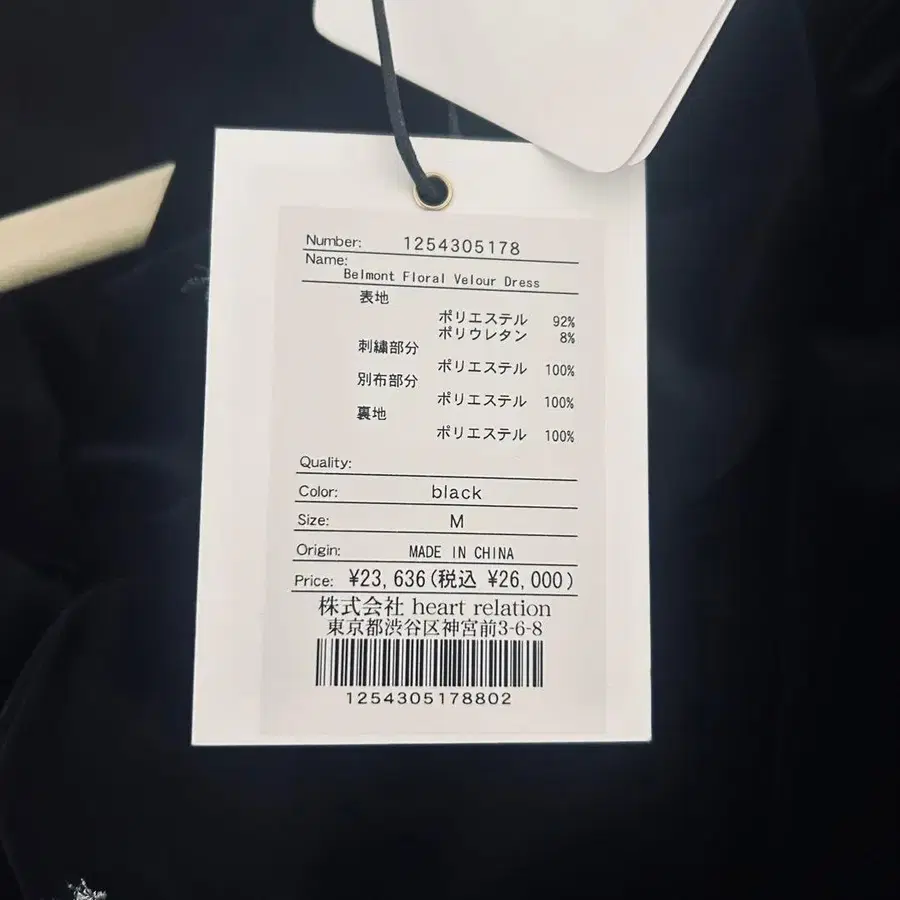 Number: 1254305178
Name:
Belmont Floral Velour Dress
表地
ポリエステル 92%
ポリウレタン 8%
刺繍部分
ポリエステル 100%
別布部分
ポリエステル 100%
裏地
ポリエステル 100%
Quality:
Color: black
Size: M
Origin: MADE IN CHINA
Price: ¥23,636(税込 ¥26,000)
株式会社 heart relation
東京都渋谷区神宮前3-6-8
1254305178802